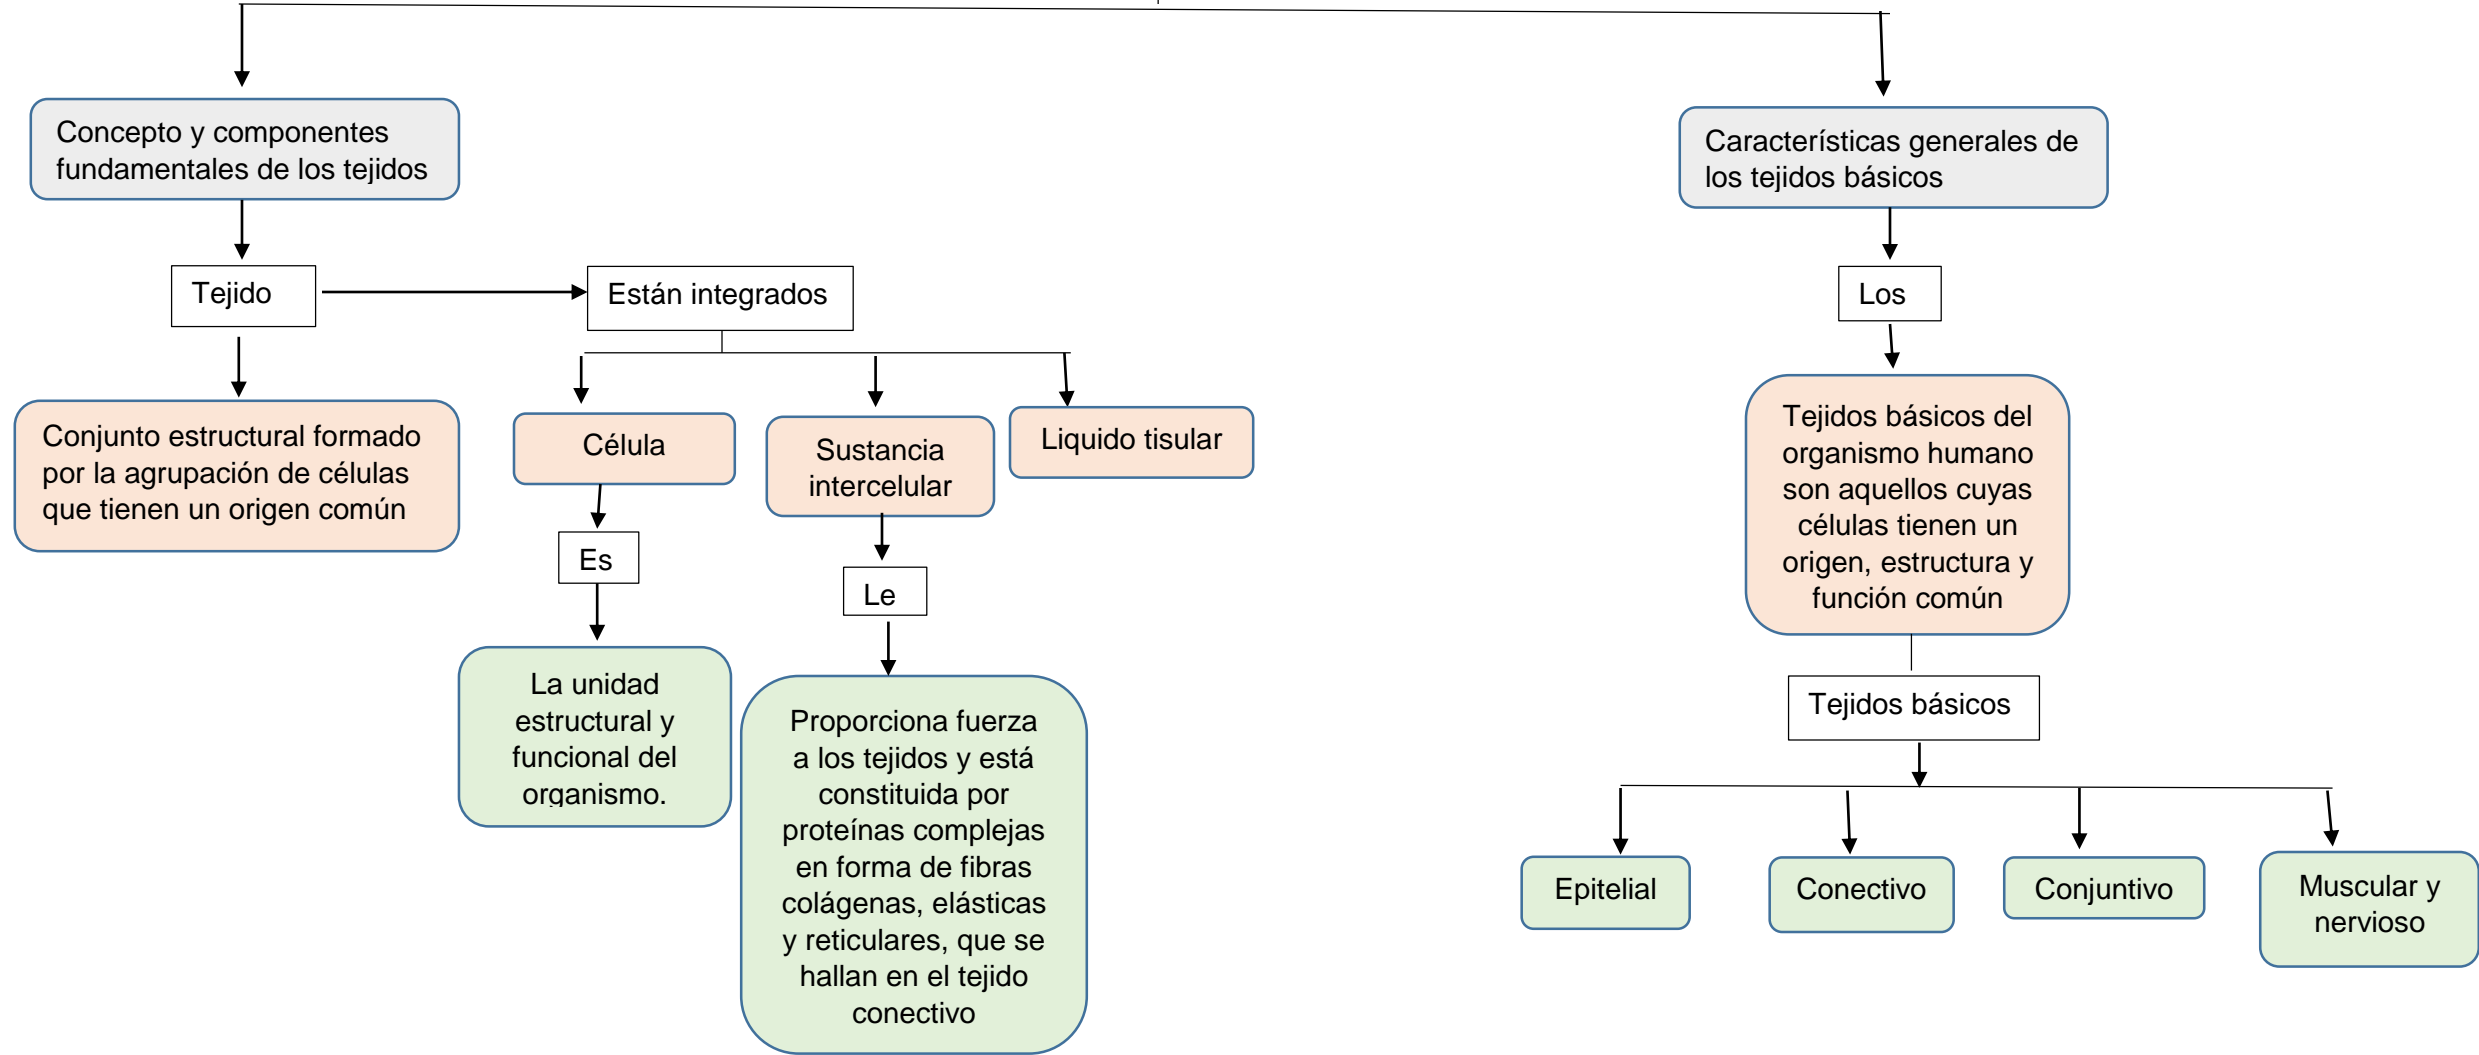 Concepto y componentes
fundamentales de los tejidos
Tejido
Están integrados
Conjunto estructural formado
por la agrupación de células
que tienen un origen común
Célula
Sustancia
intercelular
Liquido tisular
Es
Le
La unidad
estructural y
funcional del
organismo.
Proporciona fuerza
a los tejidos y está
constituida por
proteínas complejas
en forma de fibras
colágenas, elásticas
y reticulares, que se
hallan en el tejido
conectivo
Características generales de
los tejidos básicos
Los
Tejidos básicos del
organismo humano
son aquellos cuyas
células tienen un
origen, estructura y
función común
Tejidos básicos
Epitelial
Conectivo
Conjuntivo
Muscular y
nervioso